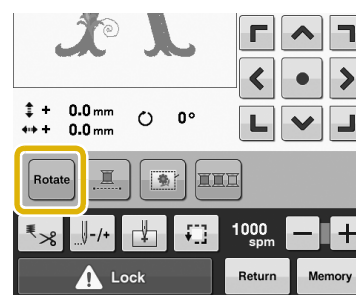 + 0.0 mm 0°
+ 0.0 mm
Rotate
-/+ 1000 spm - +
Lock Return Memory